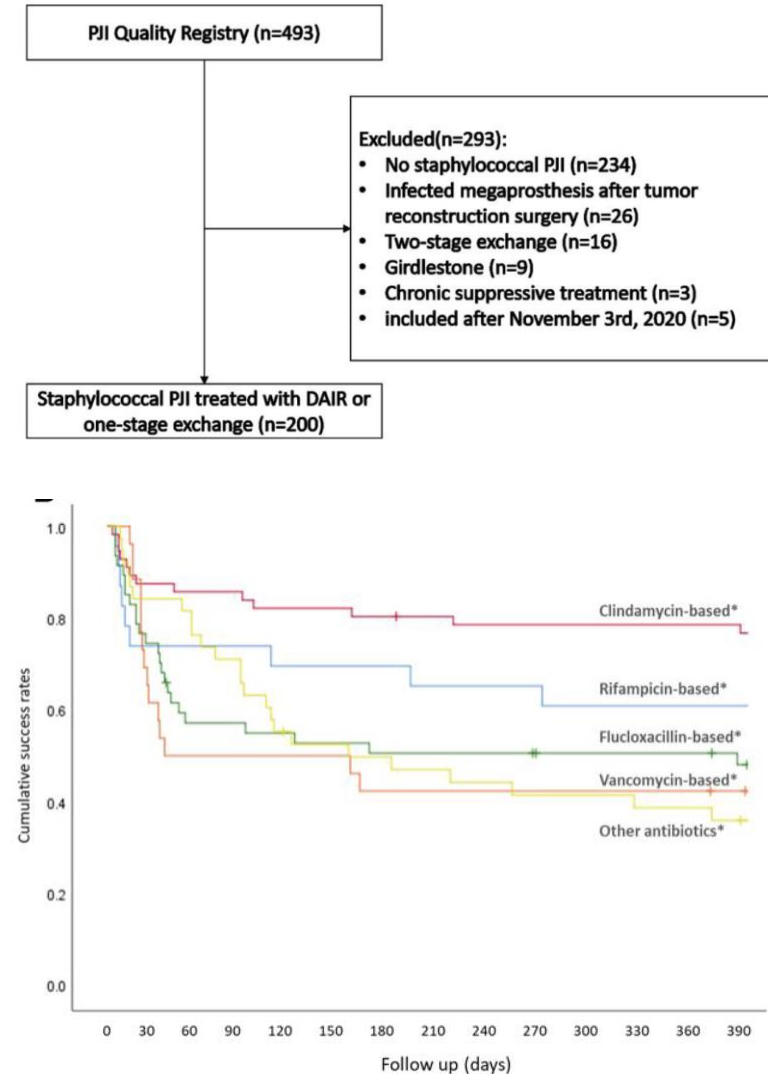 PJI Quality Registry (n=493)
Excluded(n=293):
• No staphylococcal PJI (n=234)
• Infected megaprosthesis after tumor
reconstruction surgery (n=26)
• Two-stage exchange (n=16)
• Girdlestone (n=9)
• Chronic suppressive treatment (n=3)
• included after November 3rd, 2020 (n=5)
Staphylococcal PJI treated with DAIR or
one-stage exchange (n=200)
Cumulative success rates
1.0
0.8
0.6
0.4
0.2
0.0
Clindamycin-based*
Rifampicin-based*
Flucloxacillin-based*
Vancomycin-based*
Other antibiotics*
0 30 60 90 120 150 180 210 240 270 300 330 360 390
Follow up (days)